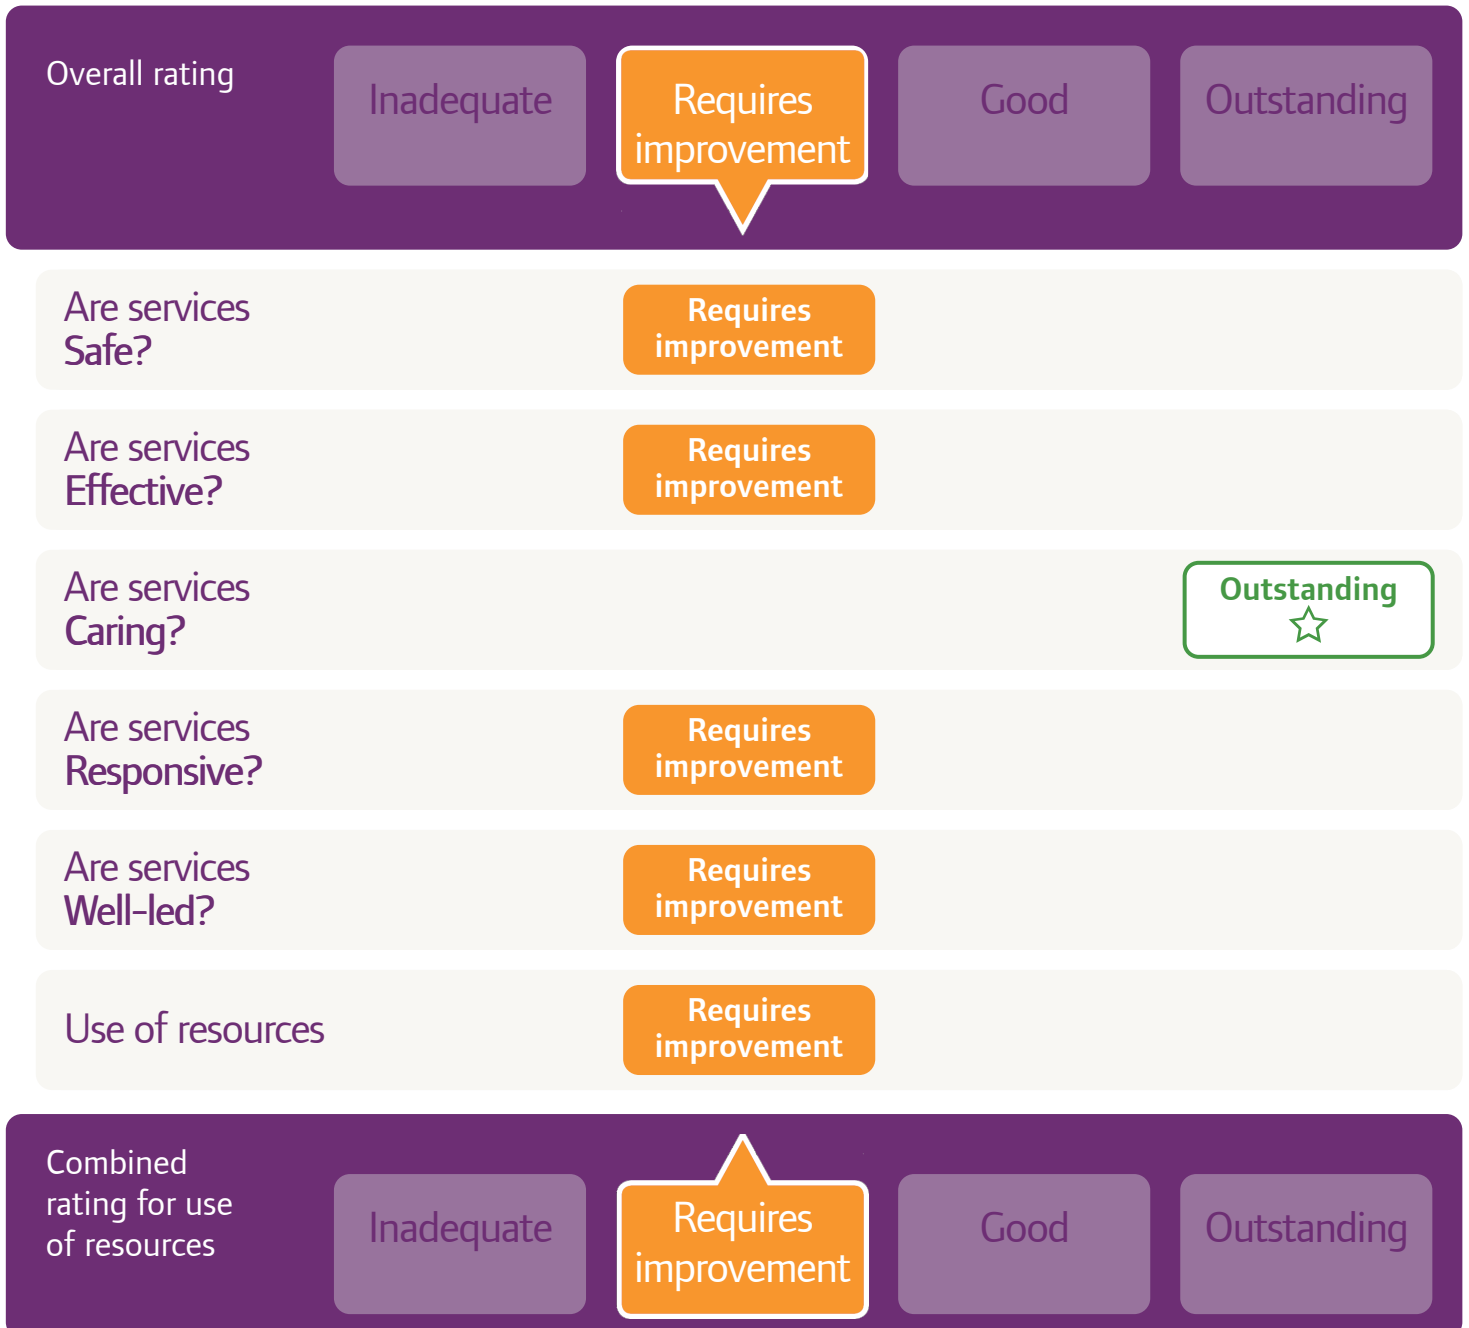 Overall rating
Inadequate
Requires
improvement
Good
Outstanding
Are services
Safe?
Requires
improvement
Are services
Effective?
Requires
improvement
Are services
Caring?
Outstanding
Are services
Responsive?
Requires
improvement
Are services
Well-led?
Requires
improvement
Use of resources
Requires
improvement
Combined
rating for use
of resources
Inadequate
Requires
improvement
Good
Outstanding